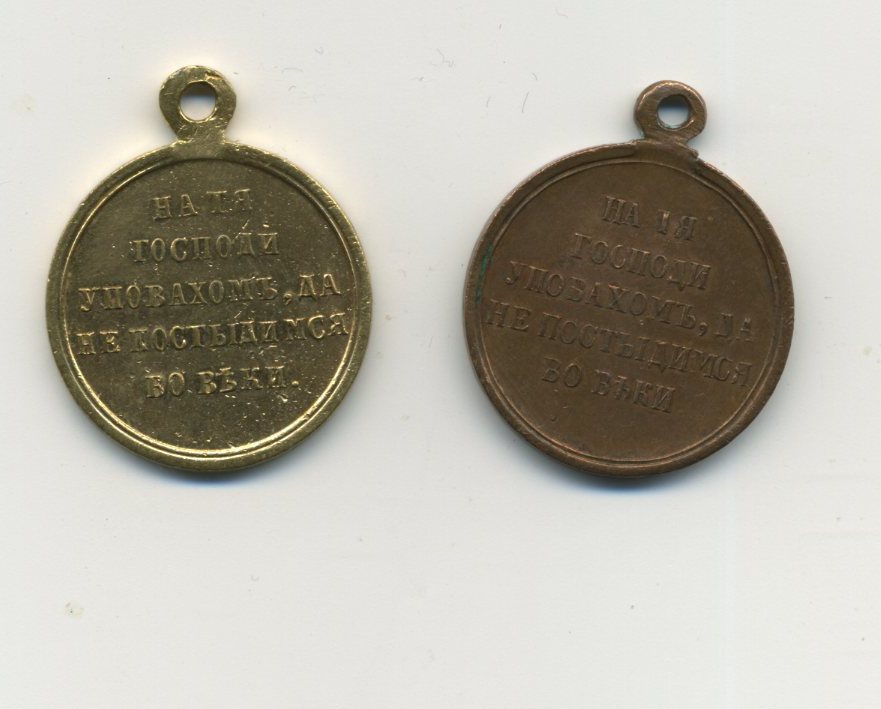 НА ТЯ
ГОСПОДИ
УПОВАХОМЪ, ДА
НЕ ПОСТЫДИМСЯ
ВО ВѢКИ.
НА ТЯ
ГОСПОДИ
УПОВАХОМЪ, ДА
НЕ ПОСТЫДИМСЯ
ВО ВѢКИ